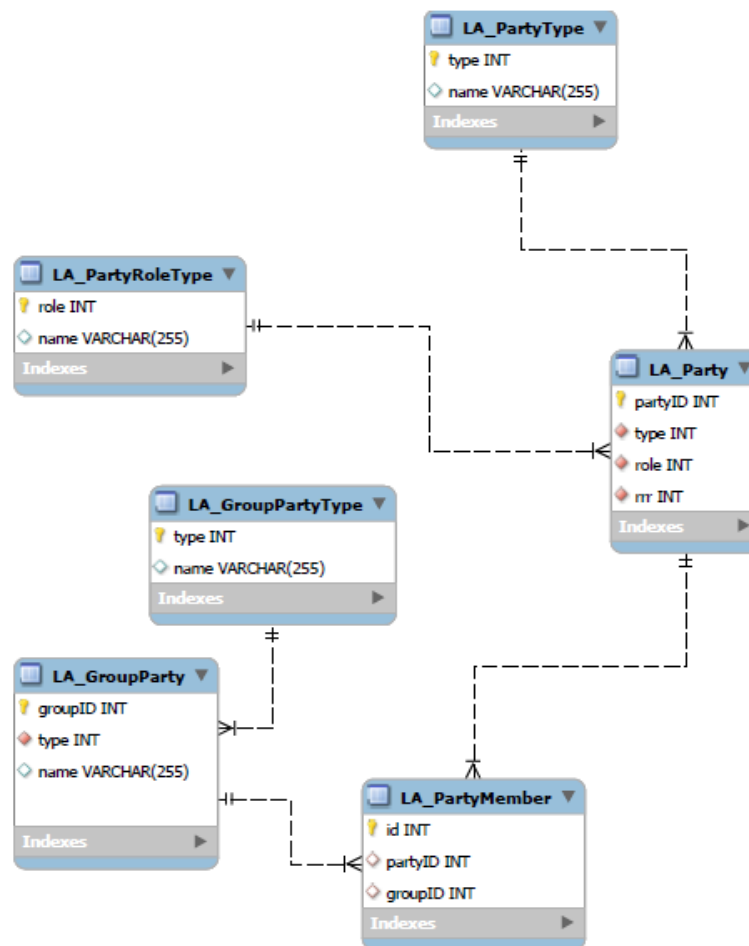 LA_PartyType
type INT
name VARCHAR(255)
Indexes
LA_PartyRoleType
role INT
name VARCHAR(255)
Indexes
LA_Party
partyID INT
type INT
role INT
rrr INT
Indexes
LA_GroupPartyType
type INT
name VARCHAR(255)
Indexes
LA_GroupParty
groupID INT
type INT
name VARCHAR(255)
Indexes
LA_PartyMember
id INT
partyID INT
groupID INT
Indexes